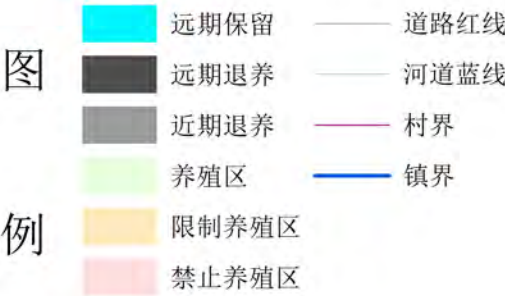 图例
远期保留 道路红线
远期退养 河道蓝线
近期退养 村界
养殖区 镇界
限制养殖区
禁止养殖区